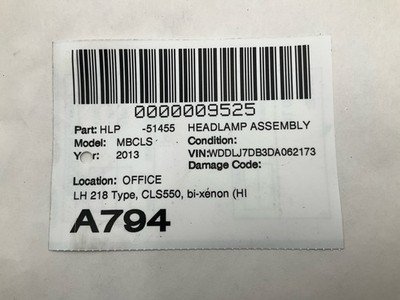 0000009525
Part: HLP -51455 HEADLAMP ASSEMBLY
Model: MBCLS Condition:
Year: 2013 VIN:WDDLJ7DB3DA062173
Damage Code:
Location: OFFICE
LH 218 Type, CLS550, bi-xénon (HI
A794